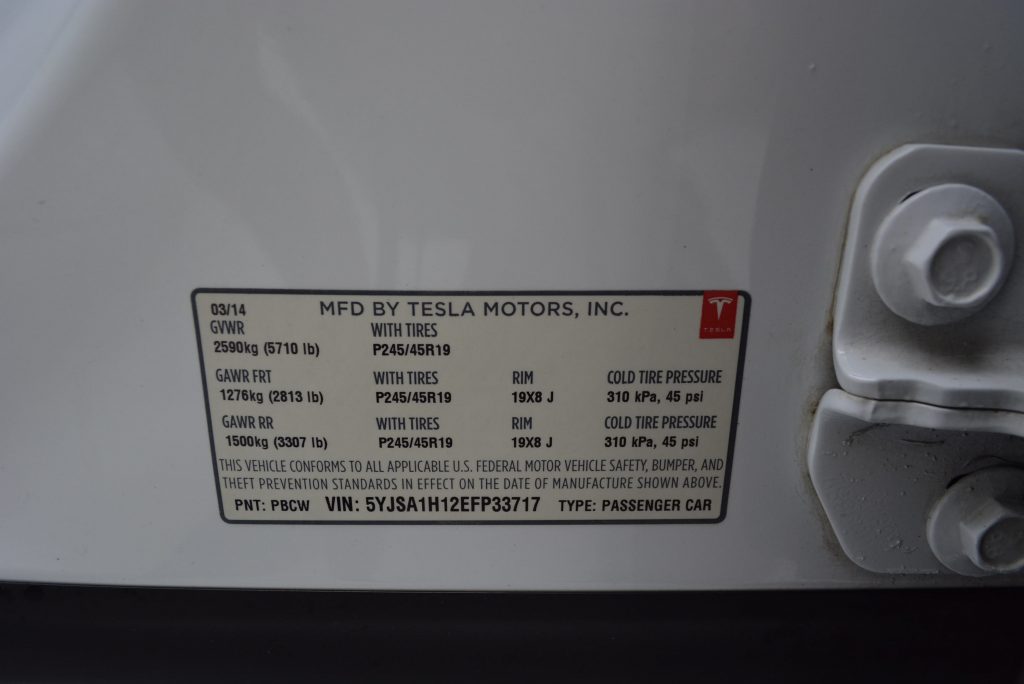 03/14 MFD BY TESLA MOTORS, INC.
TESLA
GVWR WITH TIRES
2590kg (5710 lb) P245/45R19
GAWR FRT WITH TIRES RIM COLD TIRE PRESSURE
1276kg (2813 lb) P245/45R19 19X8 J 310 kPa, 45 psi
GAWR RR WITH TIRES RIM COLD TIRE PRESSURE
1500kg (3307 lb) P245/45R19 19X8 J 310 kPa, 45 psi
THIS VEHICLE CONFORMS TO ALL APPLICABLE U.S. FEDERAL MOTOR VEHICLE SAFETY, BUMPER, AND
THEFT PREVENTION STANDARDS IN EFFECT ON THE DATE OF MANUFACTURE SHOWN ABOVE.
PNT: PBCW VIN: 5YJSA1H12EFP33717 TYPE: PASSENGER CAR